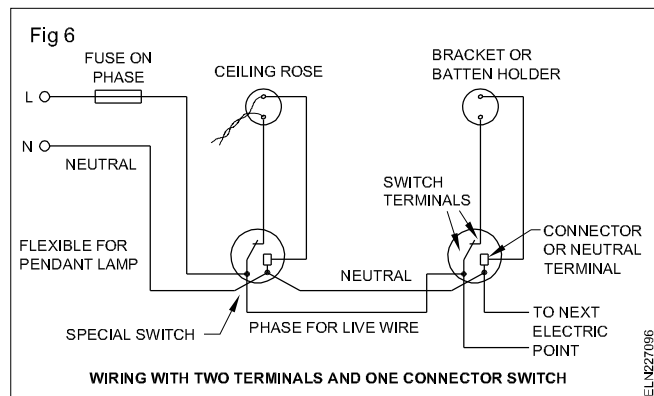 Fig 6
FUSE ON
PHASE
CEILING ROSE
BRACKET OR
BATTEN HOLDER
L
N
NEUTRAL
SWITCH
TERMINALS
CONNECTOR
OR NEUTRAL
TERMINAL
FLEXIBLE FOR
PENDANT LAMP
NEUTRAL
SPECIAL SWITCH
PHASE FOR LIVE WIRE
TO NEXT
ELECTRIC
POINT
WIRING WITH TWO TERMINALS AND ONE CONNECTOR SWITCH
ELN227096